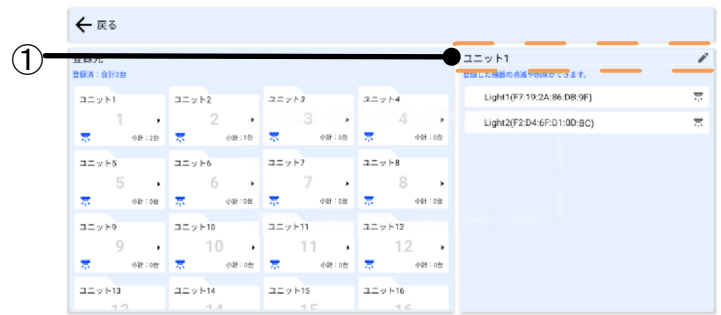 ← 戻る
①
登録先
登録済：合計3台
ユニット1
1
小計：2台
ユニット2
2
小計：1台
ユニット3
3
小計：0台
ユニット4
4
小計：0台
ユニット5
5
小計：0台
ユニット6
6
小計：0台
ユニット7
7
小計：0台
ユニット8
8
小計：0台
ユニット9
9
小計：0台
ユニット10
10
小計：0台
ユニット11
11
小計：0台
ユニット12
12
小計：0台
ユニット13
13
ユニット14
14
ユニット15
15
ユニット16
16
ユニット1
登録した機器の点滅や削除ができます。
Light1(F7:19:2A:86:DB:9F)
Light2(F2:D4:6F:D1:0D:BC)